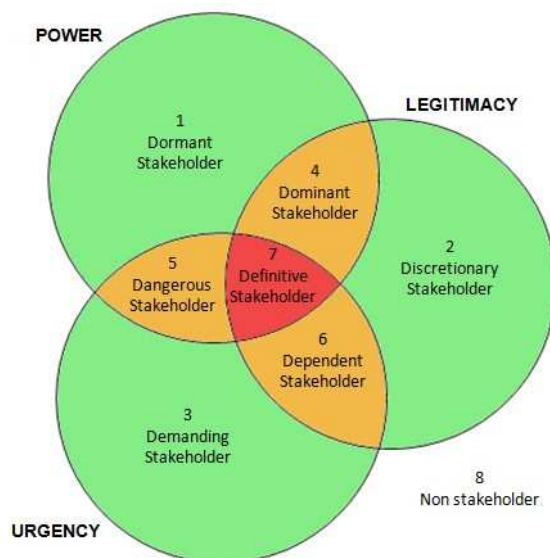 POWER
LEGITIMACY
1
Dormant
Stakeholder
4
Dominant
Stakeholder
2
Discretionary
Stakeholder
5
Dangerous
Stakeholder
7
Definitive
Stakeholder
6
Dependent
Stakeholder
3
Demanding
Stakeholder
8
Non stakeholder
URGENCY